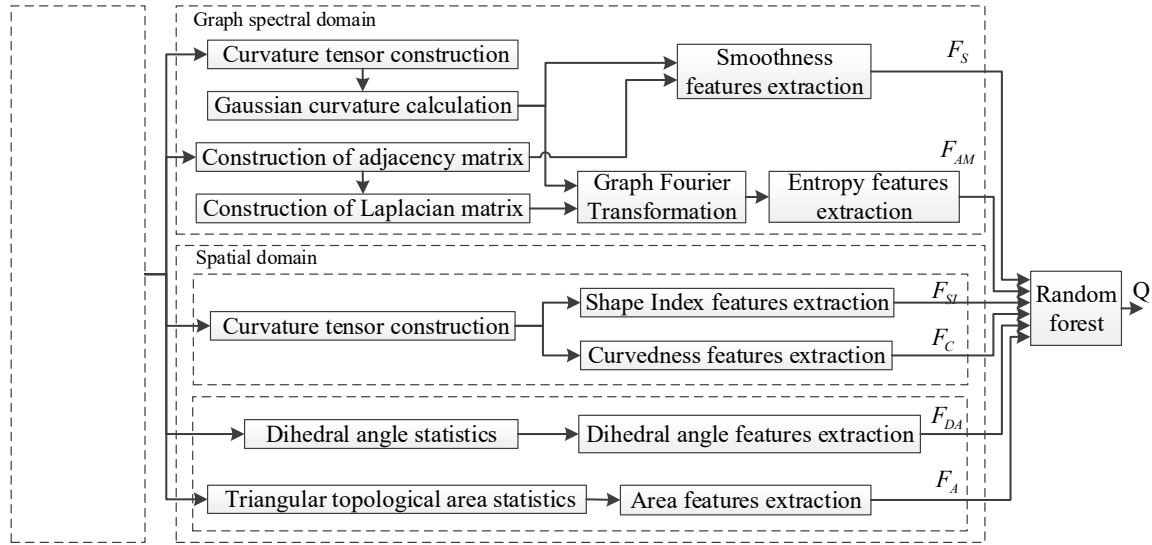 Graph spectral domain
Curvature tensor construction
Gaussian curvature calculation
Smoothness
features extraction
F_S
Construction of adjacency matrix
Construction of Laplacian matrix
Graph Fourier
Transformation
Entropy features
extraction
F_AM
Spatial domain
Curvature tensor construction
Shape Index features extraction
F_SI
Curvedness features extraction
F_C
Dihedral angle statistics
Dihedral angle features extraction
F_DA
Triangular topological area statistics
Area features extraction
F_A
Random
forest
Q